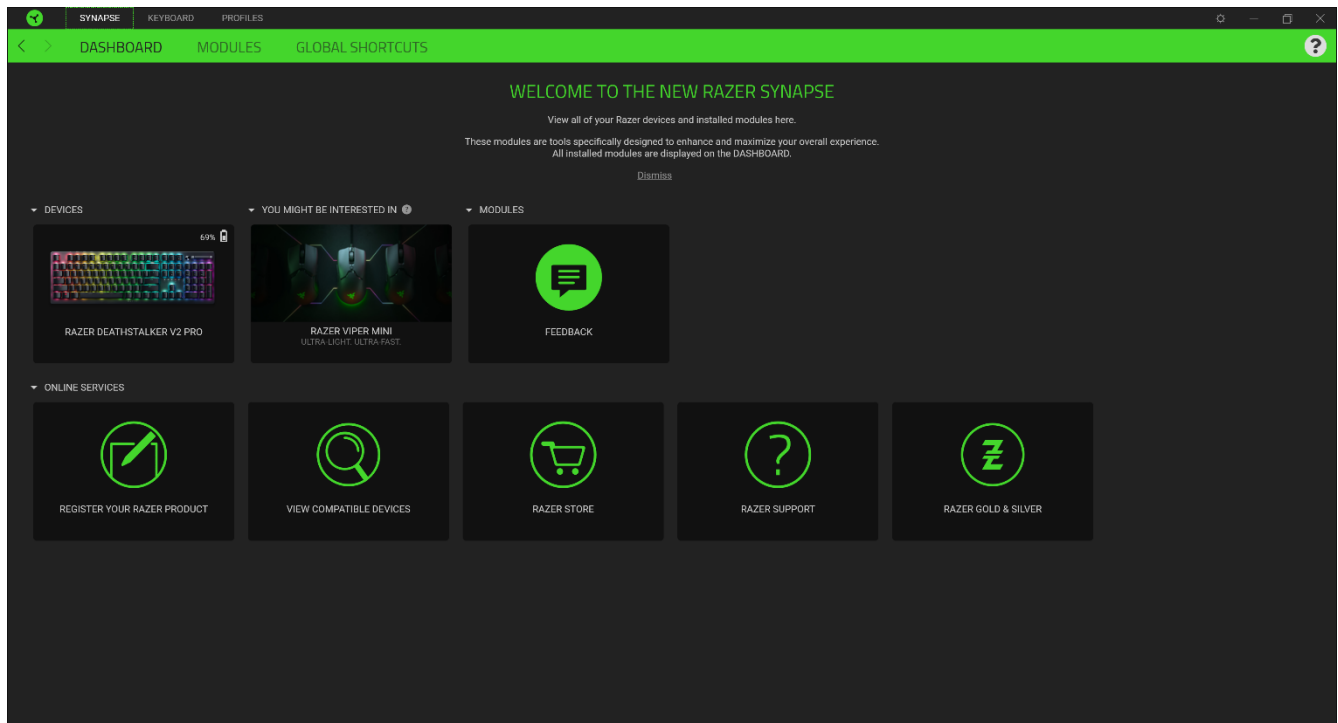 SYNAPSE KEYBOARD PROFILES
DASHBOARD MODULES GLOBAL SHORTCUTS
WELCOME TO THE NEW RAZER SYNAPSE
View all of your Razer devices and installed modules here.
These modules are tools specifically designed to enhance and maximize your overall experience.
All installed modules are displayed on the DASHBOARD.
Dismiss
DEVICES
YOU MIGHT BE INTERESTED IN
MODULES
69%
RAZER DEATHSTALKER V2 PRO
RAZER VIPER MINI
ULTRA-LIGHT. ULTRA-FAST.
FEEDBACK
ONLINE SERVICES
REGISTER YOUR RAZER PRODUCT
VIEW COMPATIBLE DEVICES
RAZER STORE
RAZER SUPPORT
RAZER GOLD & SILVER